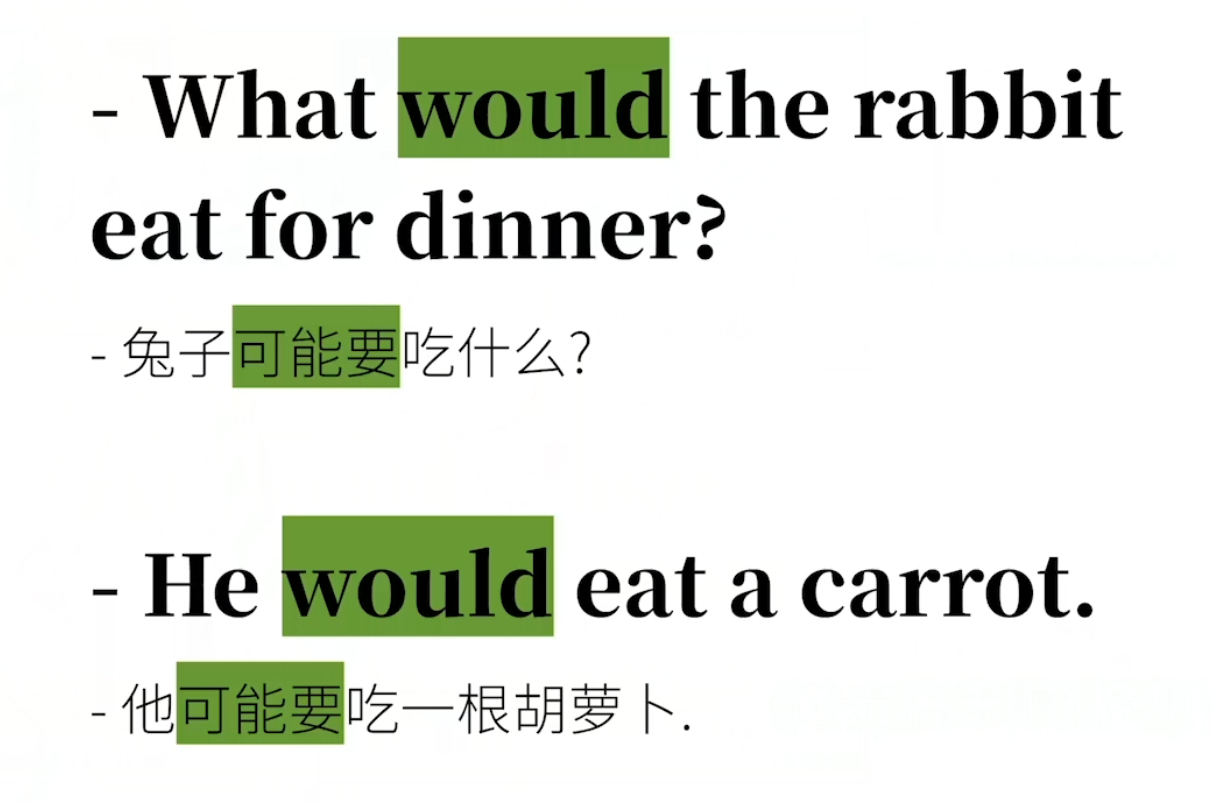 - What would the rabbit
eat for dinner?
- 兔子可能要吃什么?
- He would eat a carrot.
- 他可能要吃一根胡萝卜.